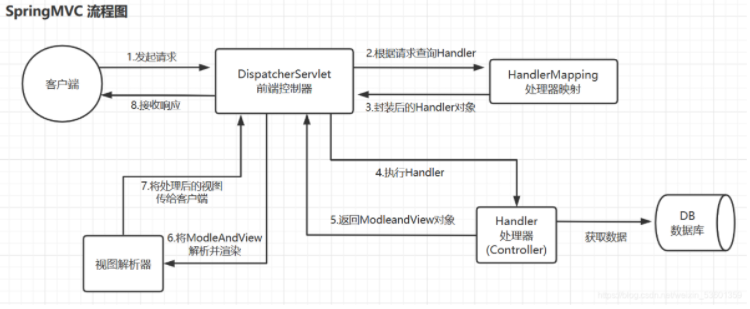 SpringMVC 流程图
1.发起请求
2.根据请求查询Handler
DispatcherServlet
前端控制器
HandlerMapping
处理器映射
客户端
8.接收响应
3.封装后的Handler对象
4.执行Handler
7.将处理后的视图
传给客户端
5.返回ModleandView对象
Handler
处理器
(Controller)
DB
数据库
获取数据
6.将ModleAndView
解析并渲染
视图解析器